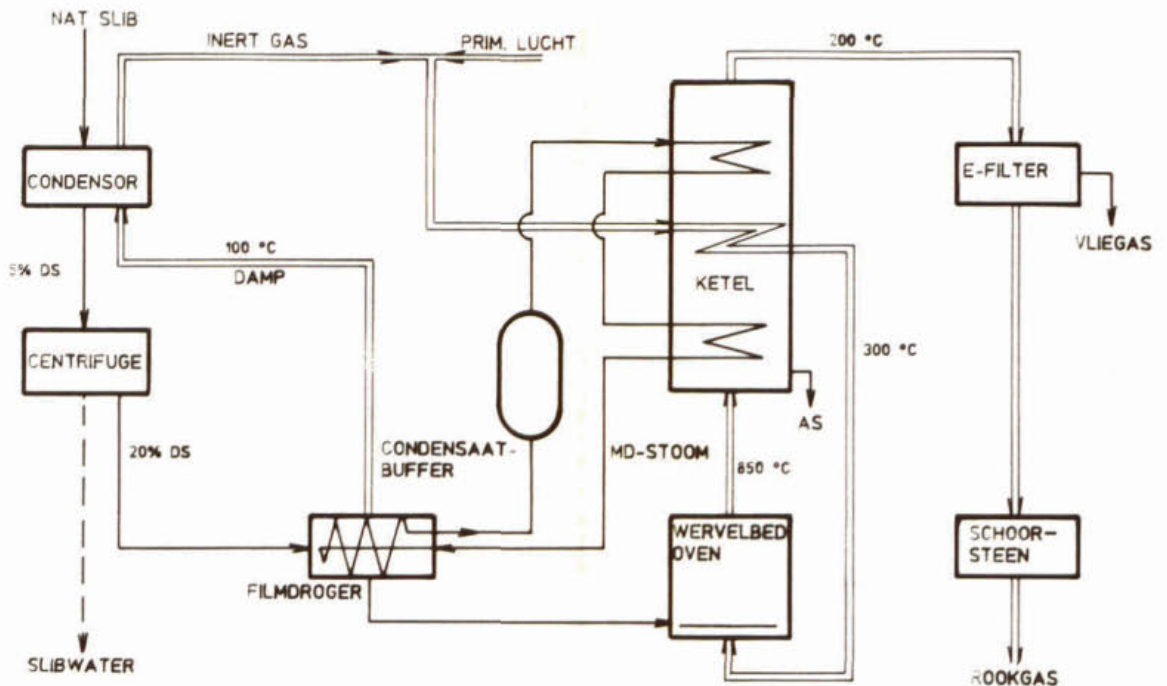 NAT SLIB
INERT GAS
PRIM. LUCHT
200 °C
CONDENSOR
E-FILTER
VLIEGAS
100 °C
DAMP
5% DS
KETEL
CENTRIFUGE
300 °C
AS
20% DS
CONDENSAAT-
BUFFER
MD-STOOM
850 °C
WERVELBED
OVEN
SCHOOR-
STEEN
FILMDROGER
SLIBWATER
ROOKGAS